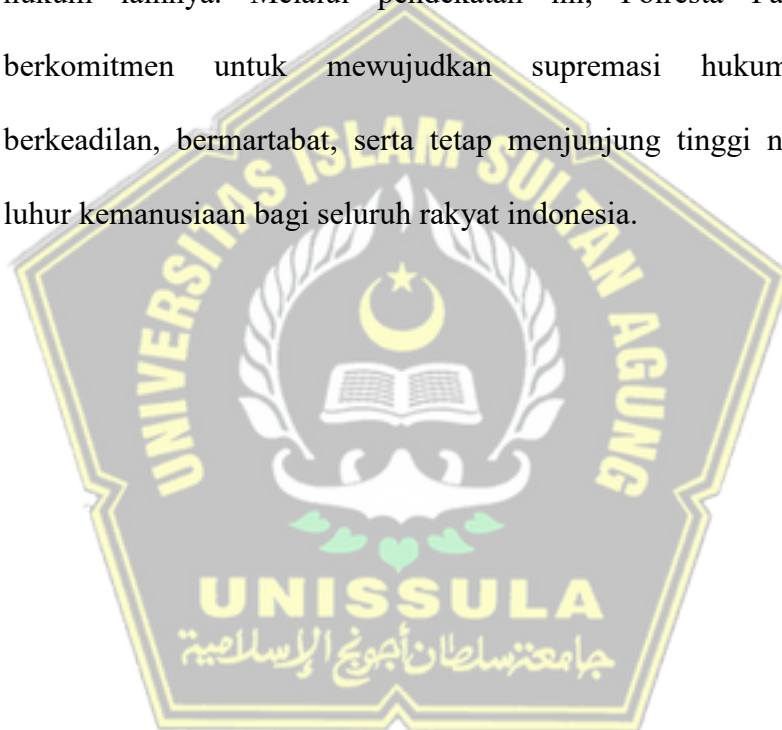 hukum lainnya. Melalui pendekatan ini, Polresta
berkomitmen untuk mewujudkan supremasi hukum
berkeadilan, bermartabat, serta tetap menjunjung tinggi
luhur kemanusiaan bagi seluruh rakyat indonesia.
UNIVERSITAS ISLAM SULTAN AGUNG
UNISSULA
جامعة سلطان أجونج الإسلامية